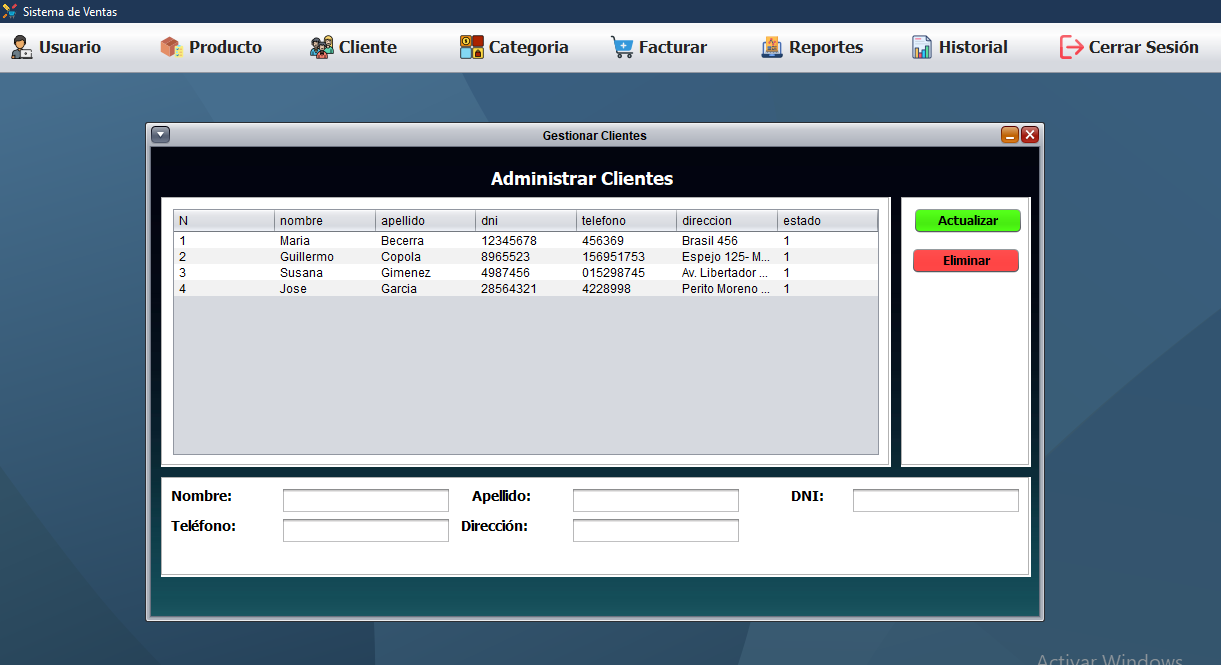 Sistema de Ventas
Usuario Producto Cliente Categoria Facturar Reportes Historial Cerrar Sesión
Gestionar Clientes
Administrar Clientes
N nombre apellido dni telefono direccion estado
1 Maria Becerra 12345678 456369 Brasil 456 1
2 Guillermo Copola 8965523 156951753 Espejo 125- M... 1
3 Susana Gimenez 4987456 015298745 Av. Libertador ... 1
4 Jose Garcia 28564321 4228998 Perito Moreno ... 1
Actualizar
Eliminar
Nombre: Apellido: DNI:
Teléfono: Dirección:
Activar Windows